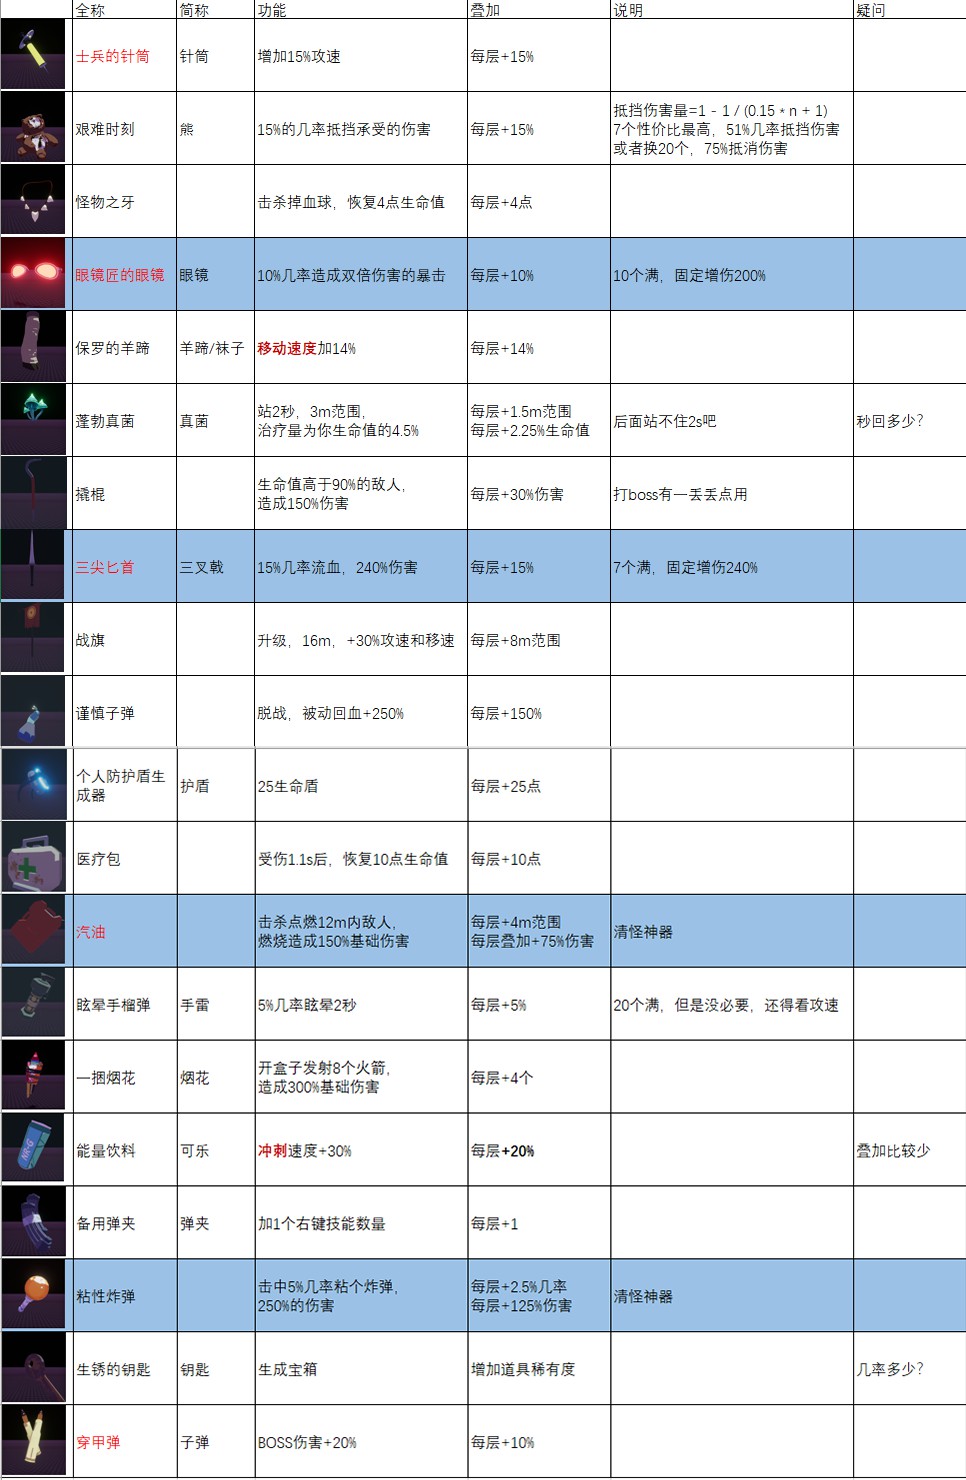 全称 简称 功能 叠加 说明 疑问
士兵的针筒 针筒 增加15%攻速 每层+15%
艰难时刻 熊 15%的几率抵挡承受的伤害 每层+15% 抵挡伤害量=1 - 1 / (0.15 * n + 1)
7个性价比最高，51%几率抵挡伤害
或者换20个，75%抵消伤害
怪物之牙 击杀掉血球，恢复4点生命值 每层+4点
眼镜匠的眼镜 眼镜 10%几率造成双倍伤害的暴击 每层+10% 10个满，固定增伤200%
保罗的羊蹄 羊蹄/袜子 移动速度加14% 每层+14%
蓬勃真菌 真菌 站2秒，3m范围，
治疗量为你生命值的4.5% 每层+1.5m范围
每层+2.25%生命值 后面站不住2s吧 秒回多少？
撬棍 生命值高于90%的敌人，
造成150%伤害 每层+30%伤害 打boss有一丢丢点用
三尖匕首 三叉戟 15%几率流血，240%伤害 每层+15% 7个满，固定增伤240%
战旗 升级，16m，+30%攻速和移速 每层+8m范围
谨慎子弹 脱战，被动回血+250% 每层+150%
个人防护盾生
成器 护盾 25生命盾 每层+25点
医疗包 受伤1.1s后，恢复10点生命值 每层+10点
汽油 击杀点燃12m内敌人，
燃烧造成150%基础伤害 每层+4m范围
每层叠加+75%伤害 清怪神器
眩晕手榴弹 手雷 5%几率眩晕2秒 每层+5% 20个满，但是没必要，还得看攻速
一捆烟花 烟花 开盒子发射8个火箭，
造成300%基础伤害 每层+4个
能量饮料 可乐 冲刺速度+30% 每层+20% 叠加比较少
备用弹夹 弹夹 加1个右键技能数量 每层+1
粘性炸弹 击中5%几率粘个炸弹，
250%的伤害 每层+2.5%几率
每层+125%伤害 清怪神器
生锈的钥匙 钥匙 生成宝箱 增加道具稀有度 几率多少？
穿甲弹 子弹 BOSS伤害+20% 每层+10%